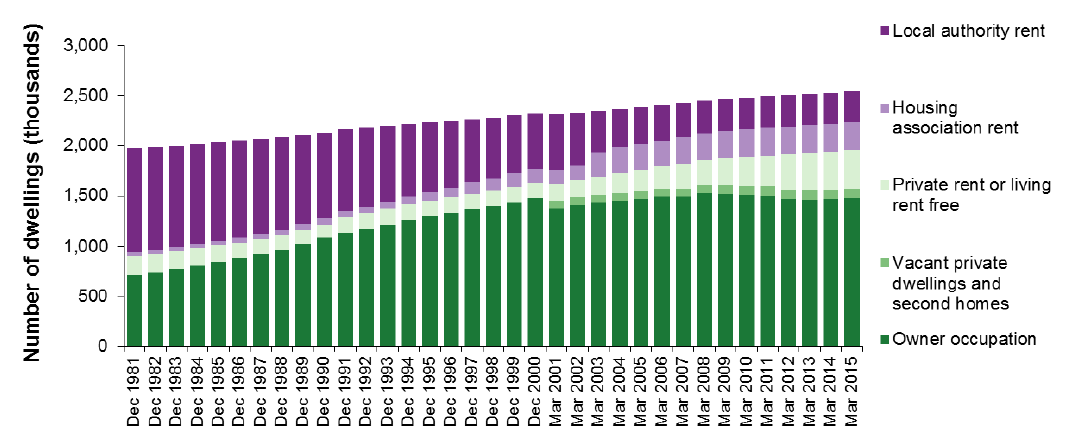 Number of dwellings (thousands)
3,000
2,500
2,000
1,500
1,000
500
0
Dec 1981
Dec 1982
Dec 1983
Dec 1984
Dec 1985
Dec 1986
Dec 1987
Dec 1988
Dec 1989
Dec 1990
Dec 1991
Dec 1992
Dec 1993
Dec 1994
Dec 1995
Dec 1996
Dec 1997
Dec 1998
Dec 1999
Dec 2000
Mar 2001
Mar 2002
Mar 2003
Mar 2004
Mar 2005
Mar 2006
Mar 2007
Mar 2008
Mar 2009
Mar 2010
Mar 2011
Mar 2012
Mar 2013
Mar 2014
Mar 2015
Local authority rent
Housing
association rent
Private rent or living
rent free
Vacant private
dwellings and
second homes
Owner occupation